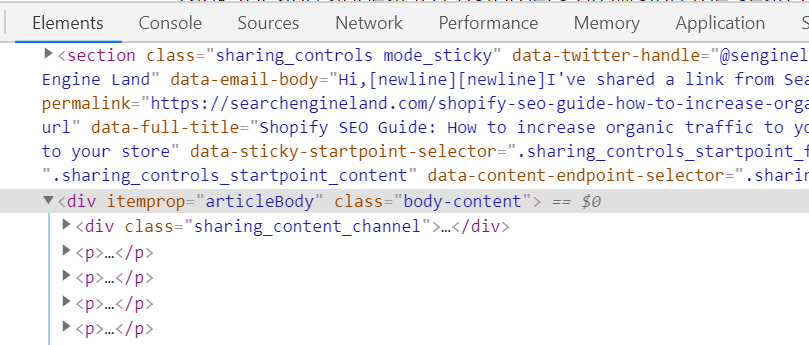 Elements Console Sources Network Performance Memory Application
<section class="sharing_controls mode_sticky" data-twitter-handle="@senginel
Engine Land" data-email-body="Hi,[newline][newline]I've shared a link from Sea
permalink="https://searchengineland.com/shopify-seo-guide-how-to-increase-orga
url" data-full-title="Shopify SEO Guide: How to increase organic traffic to yo
to your store" data-sticky-startpoint-selector=".sharing_controls_startpoint_f
".sharing_controls_startpoint_content" data-content-endpoint-selector=".sharin
<div itemprop="articleBody" class="body-content"> == $0
<div class="sharing_content_channel">…</div>
<p>…</p>
<p>…</p>
<p>…</p>
<p>…</p>